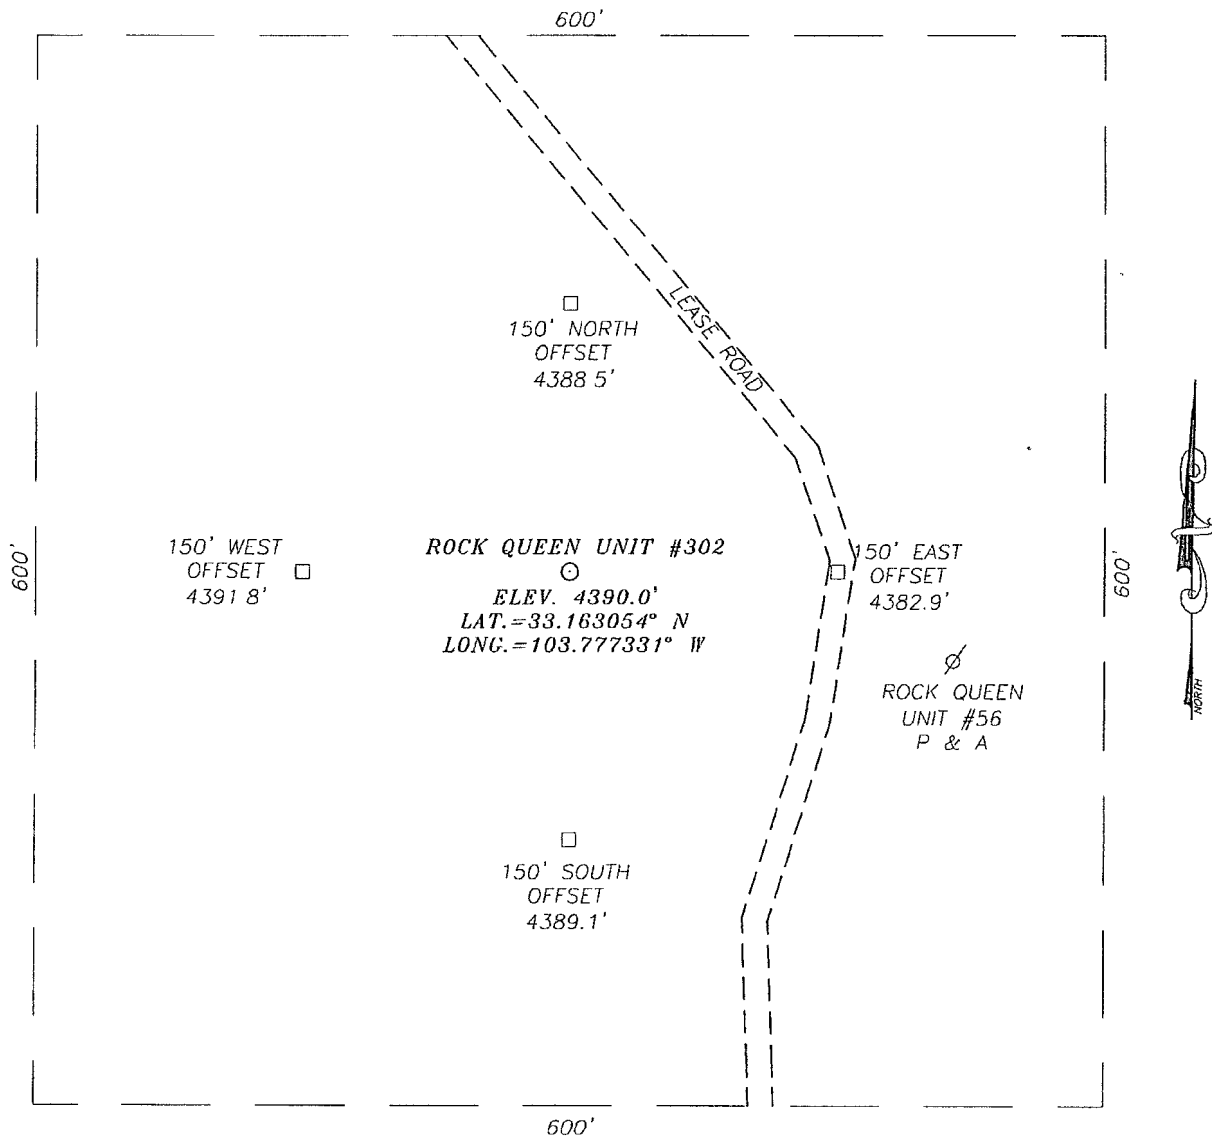 600'
LEASE ROAD
150' NORTH
OFFSET
4388 5'
600'
150' WEST
OFFSET
4391 8'
ROCK QUEEN UNIT #302
ELEV. 4390.0'
LAT.=33.163054° N
LONG.=103.777331° W
150' EAST
OFFSET
4382.9'
600'
ROCK QUEEN
UNIT #56
P & A
NORTH
150' SOUTH
OFFSET
4389.1'
600'